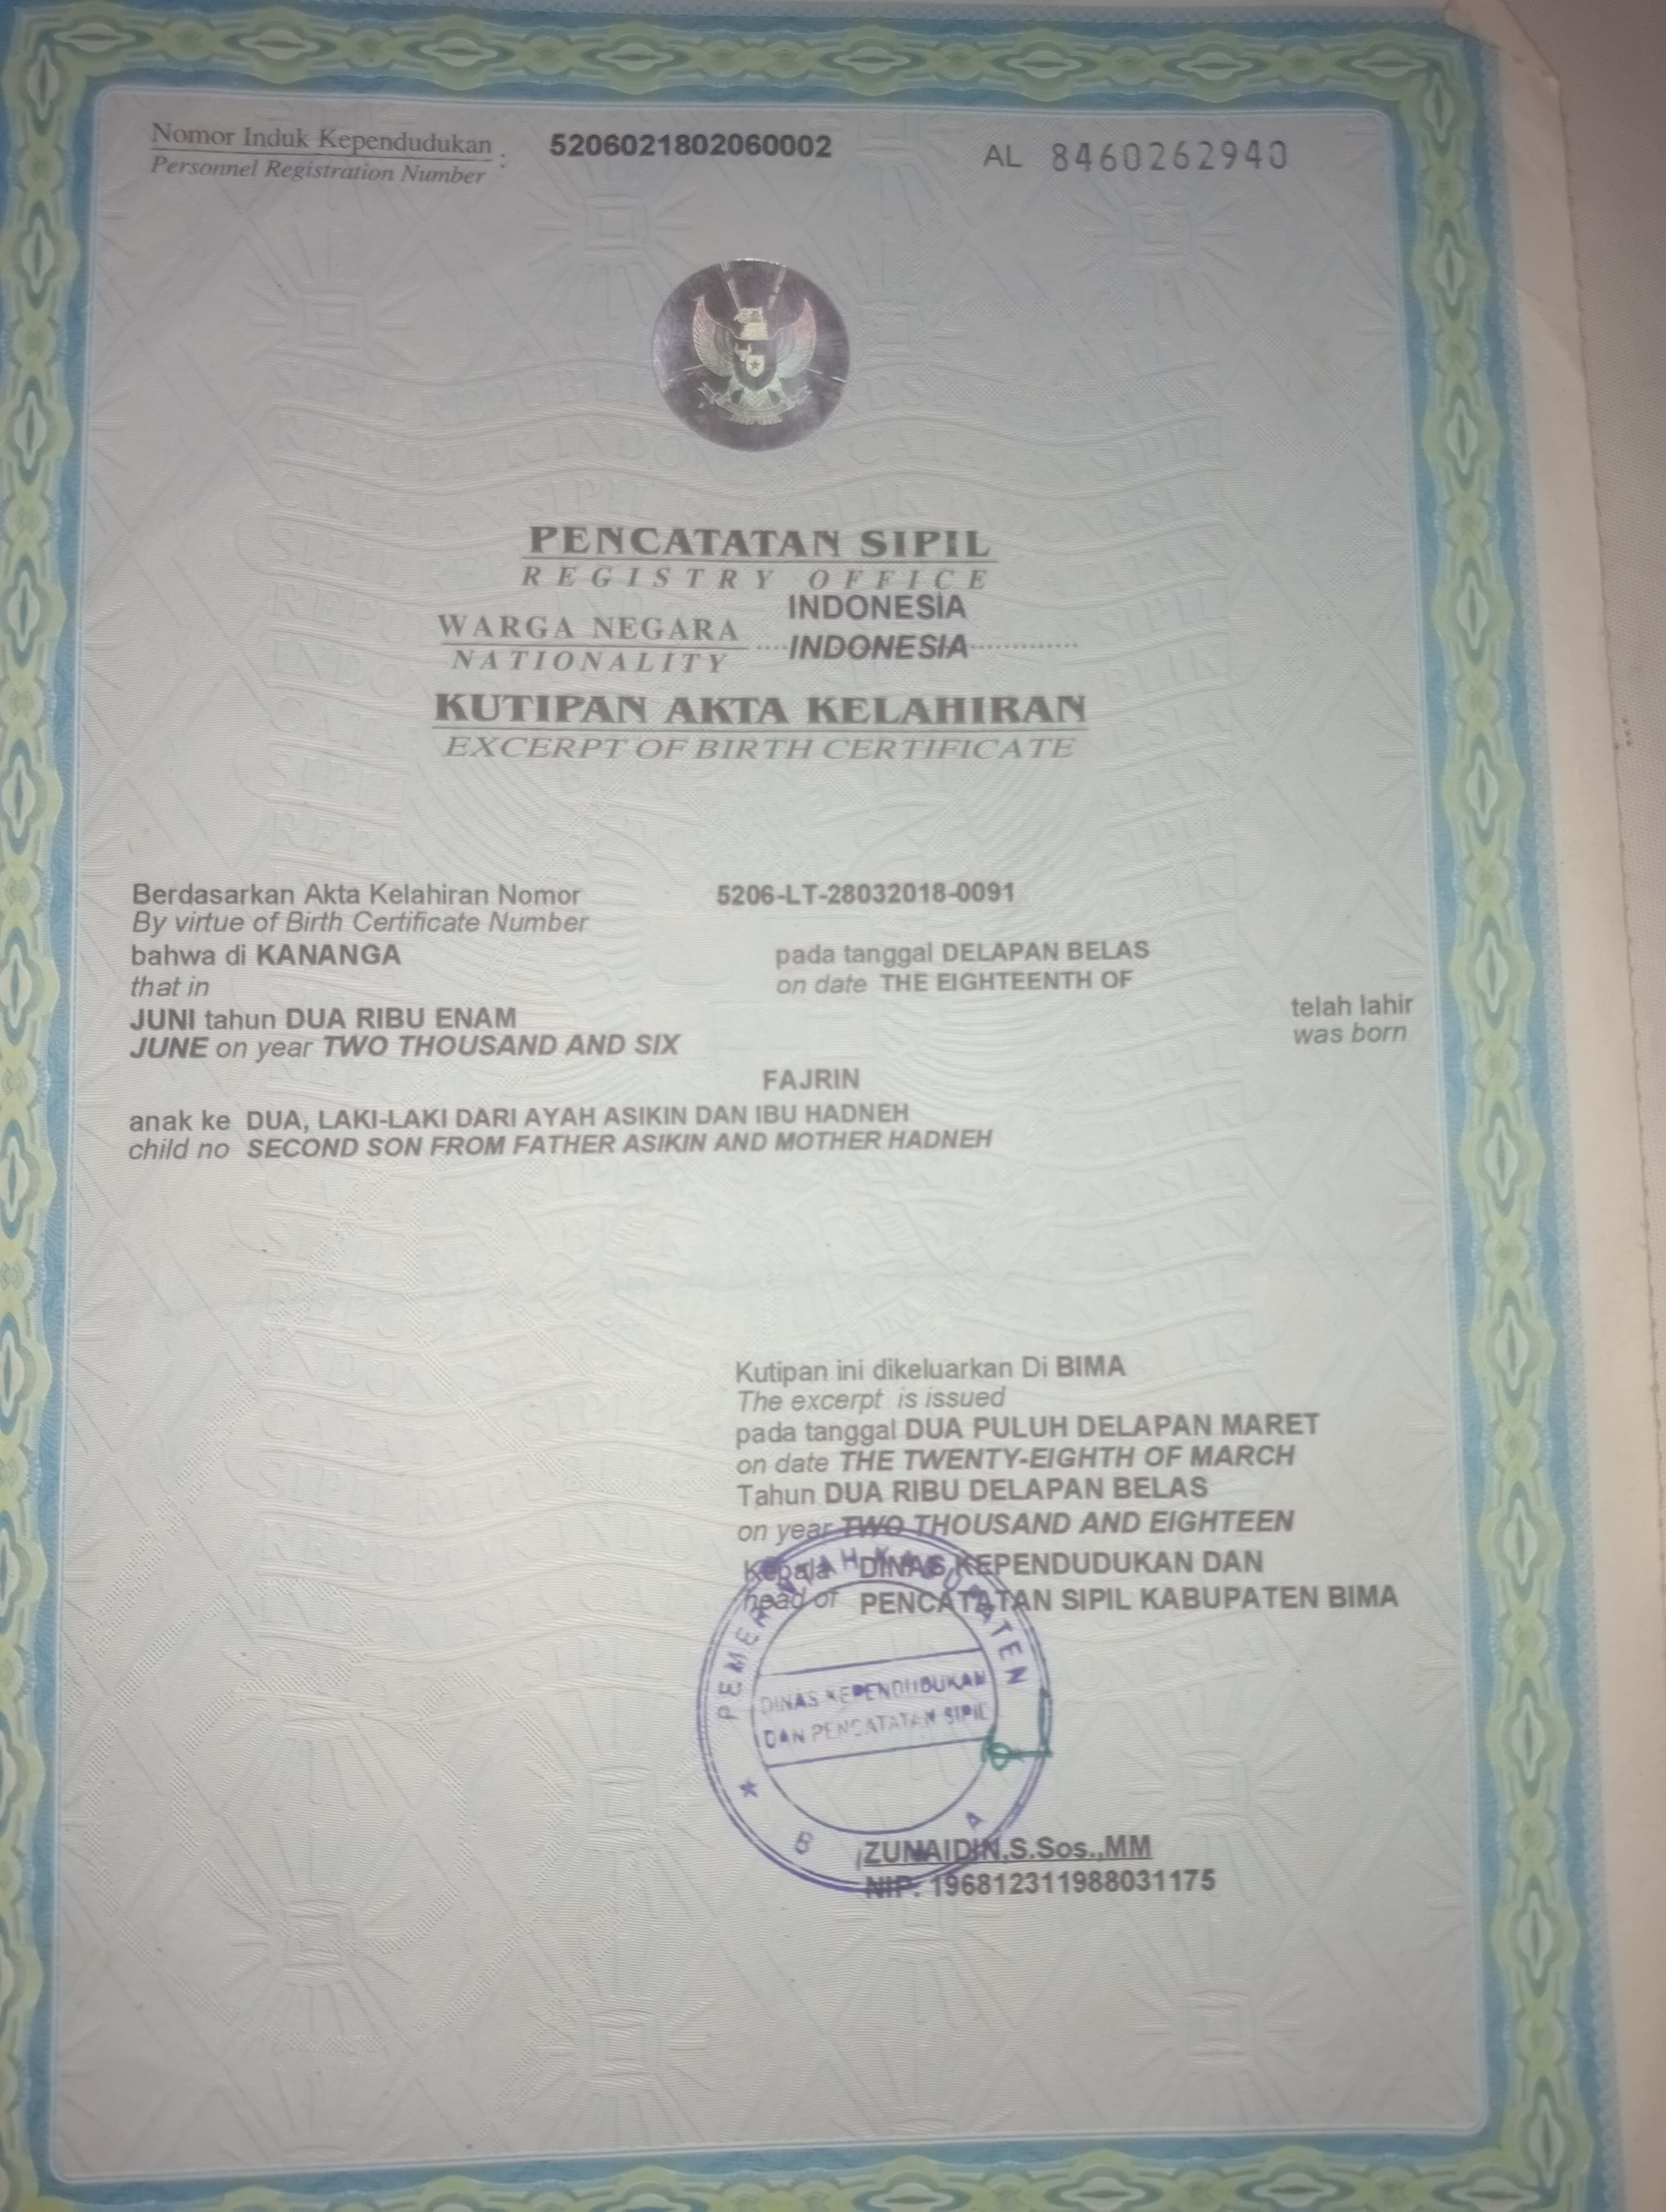 Nomor Induk Kependudukan : 5206021802060002 AL 8460262940
Personnel Registration Number
PENCATATAN SIPIL
REGISTRY OFFICE
INDONESIA
WARGA NEGARA
INDONESIA
NATIONALITY
KUTIPAN AKTA KELAHIRAN
EXCERPT OF BIRTH CERTIFICATE
Berdasarkan Akta Kelahiran Nomor 5206-LT-28032018-0091
By virtue of Birth Certificate Number
bahwa di KANANGA pada tanggal DELAPAN BELAS
that in on date THE EIGHTEENTH OF
JUNI tahun DUA RIBU ENAM telah lahir
JUNE on year TWO THOUSAND AND SIX was born
FAJRIN
anak ke DUA, LAKI-LAKI DARI AYAH ASIKIN DAN IBU HADNEH
child no SECOND SON FROM FATHER ASIKIN AND MOTHER HADNEH
Kutipan ini dikeluarkan Di BIMA
The excerpt is issued
pada tanggal DUA PULUH DELAPAN MARET
on date THE TWENTY-EIGHTH OF MARCH
Tahun DUA RIBU DELAPAN BELAS
on year TWO THOUSAND AND EIGHTEEN
Kepala DINAS KEPENDUDUKAN DAN
head of PENCATATAN SIPIL KABUPATEN BIMA
DINAS KEPENDUDUKAN
DAN PENCATATAN SIPIL
ZUNAIDIN,S.Sos.,MM
NIP. 196812311988031175